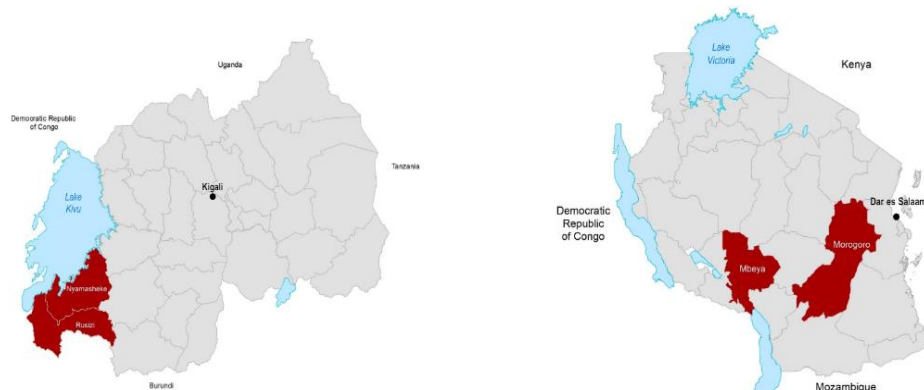 Uganda
Democratic Republic
of Congo
Tanzania
Kigali
Lake
Kivu
Nyamasheke
Rusizi
Burundi
Lake
Victoria
Kenya
Dar es Salaam
Democratic
Republic
of Congo
Morogoro
Mbeya
Mozambique